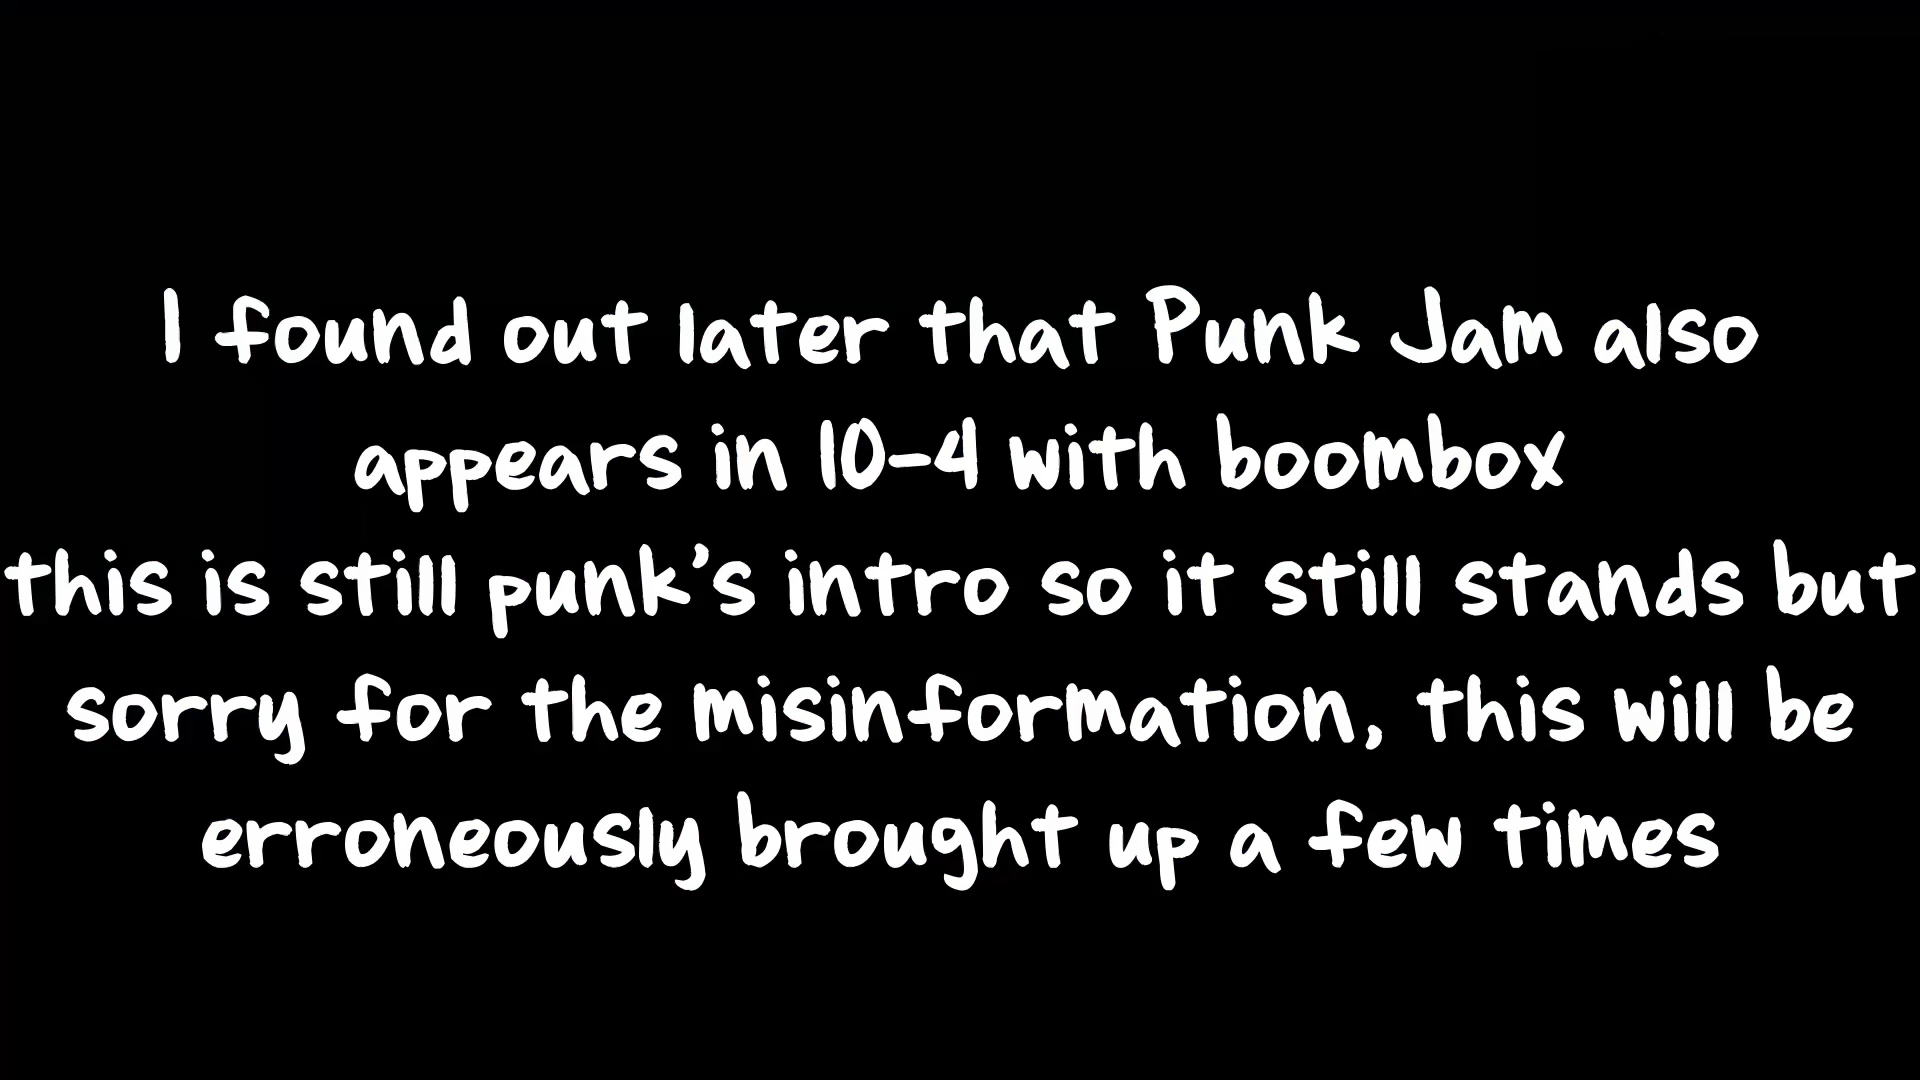 I found out later that Punk Jam also
appears in 10-4 with boombox
this is still punk's intro so it still stands but
sorry for the misinformation, this will be
erroneously brought up a few times